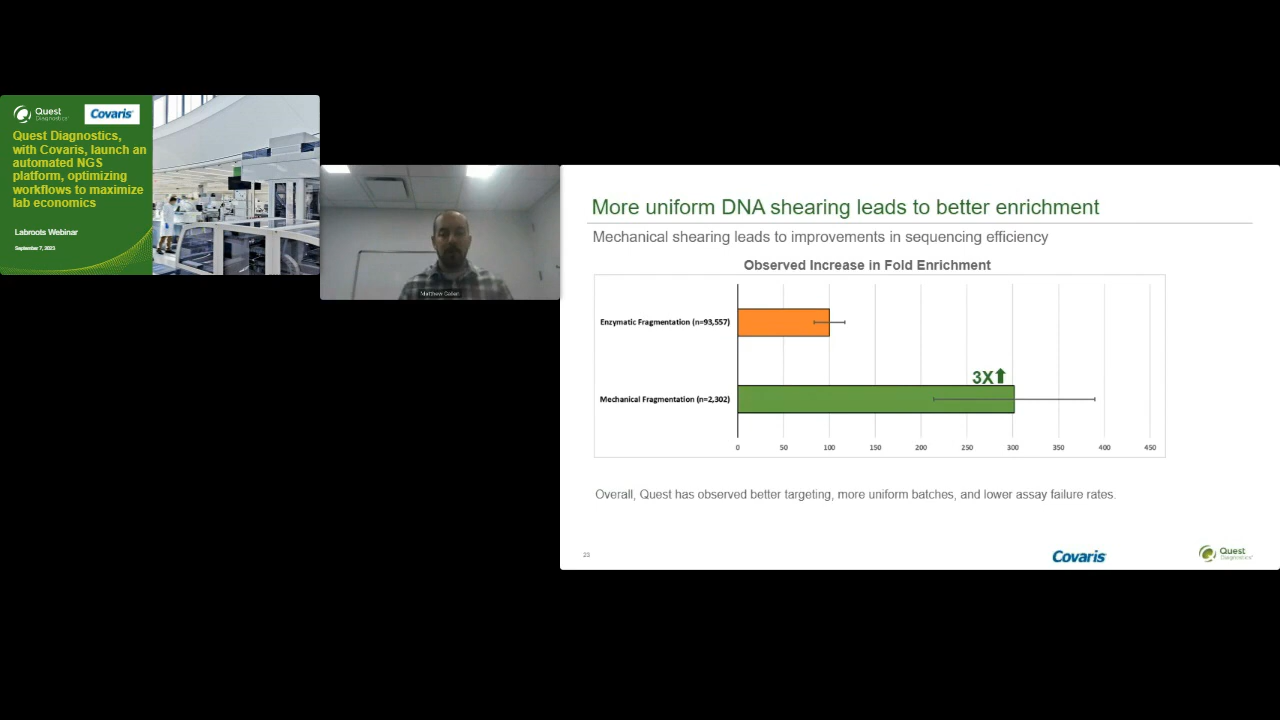 Quest
Diagnostics
Covaris
Quest Diagnostics,
with Covaris, launch an
automated NGS
platform, optimizing
workflows to maximize
lab economics
Labroots Webinar
September 7, 2023
Matthew
More uniform DNA shearing leads to better enrichment
Mechanical shearing leads to improvements in sequencing efficiency
Observed Increase in Fold Enrichment
Enzymatic Fragmentation (n=93,557)
3X
Mechanical Fragmentation (n=2,302)
0 50 100 150 200 250 300 350 400 450
Overall, Quest has observed better targeting, more uniform batches, and lower assay failure rates.
23
Covaris
Quest
Diagnostics